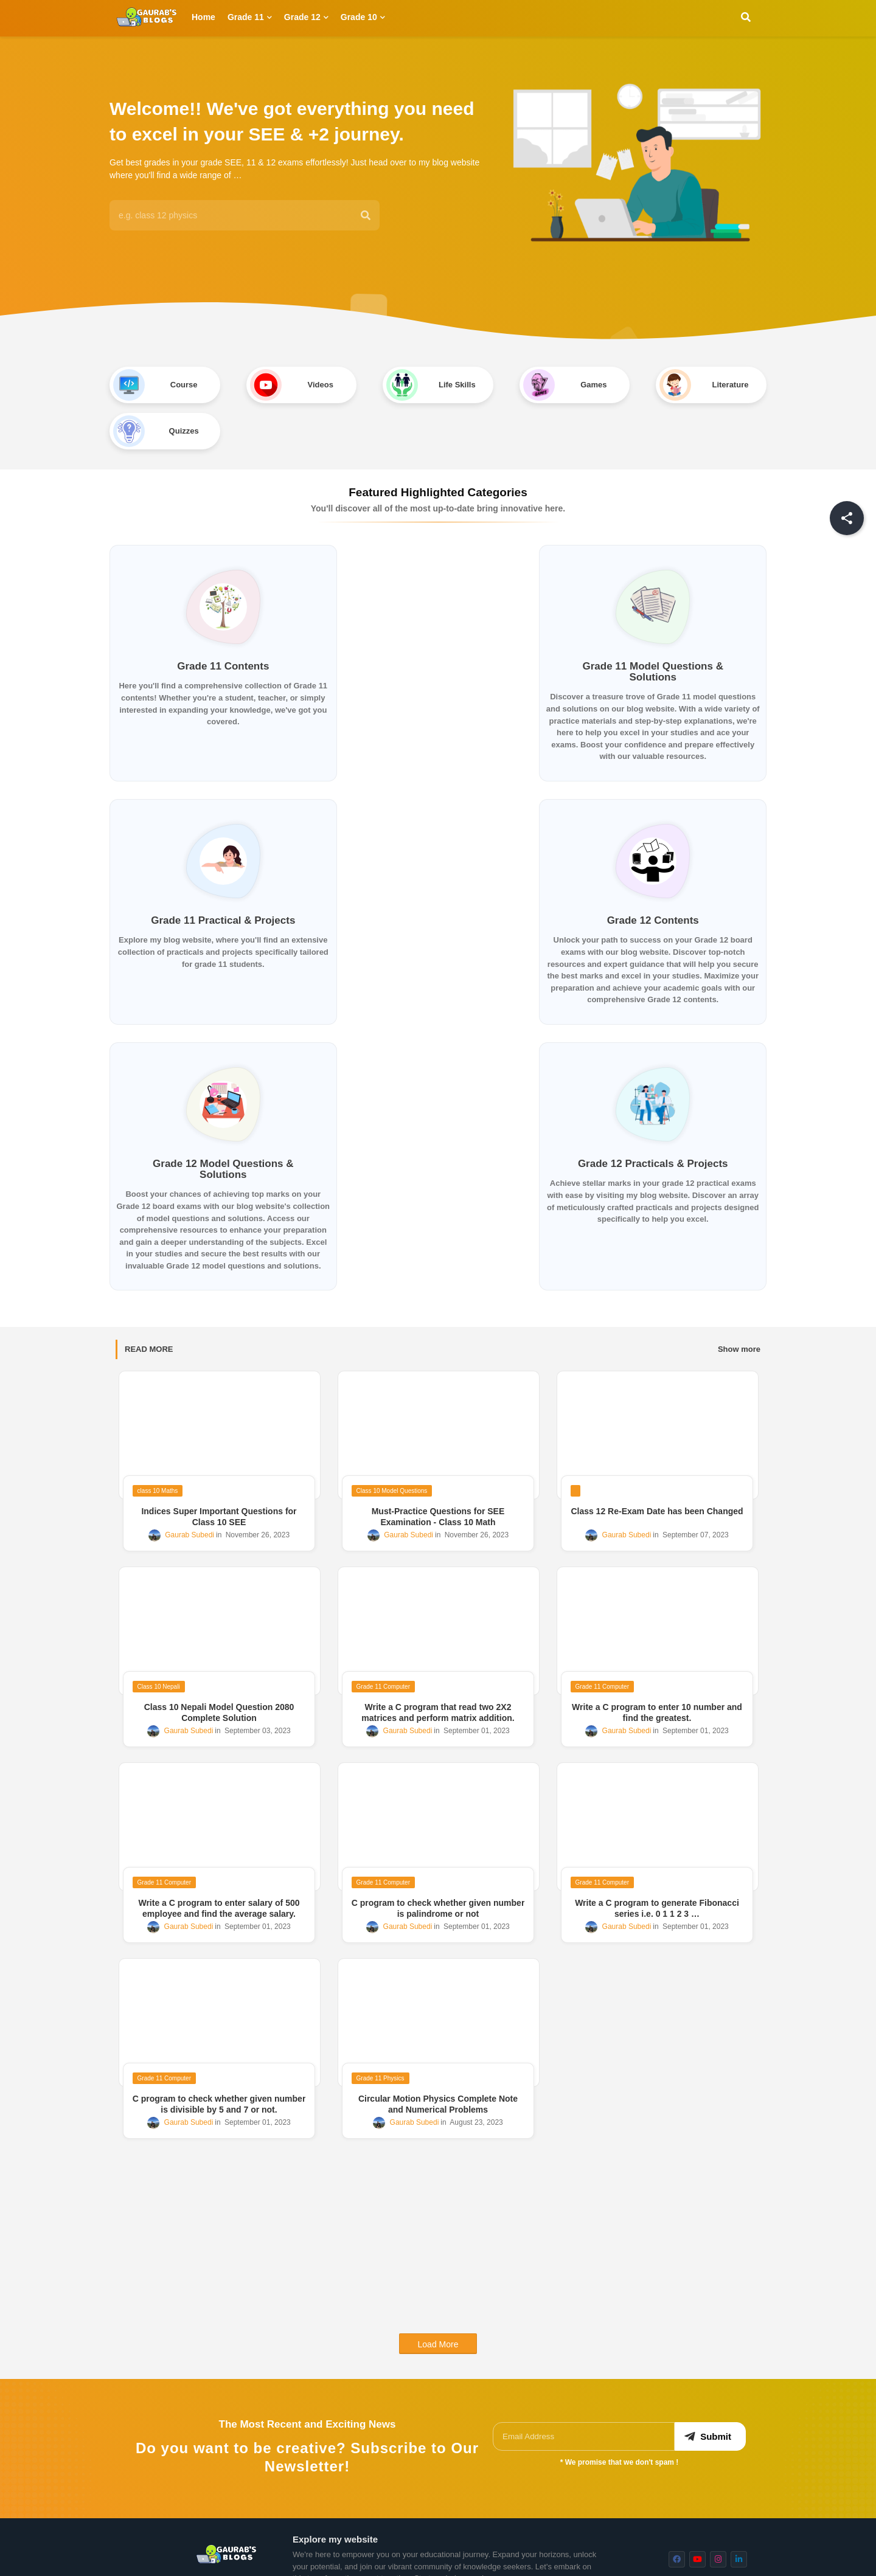 GAURAB'S
BLOGS
Home
Grade 11
Grade 12
Grade 10
Welcome!! We've got everything you need
to excel in your SEE & +2 journey.
Get best grades in your grade SEE, 11 & 12 exams effortlessly! Just head over to my blog website
where you'll find a wide range of …
e.g. class 12 physics
Course
Videos
Life Skills
Games
Literature
Quizzes
Featured Highlighted Categories
You'll discover all of the most up-to-date bring innovative here.
Grade 11 Contents
Here you'll find a comprehensive collection of Grade 11
contents! Whether you're a student, teacher, or simply
interested in expanding your knowledge, we've got you
covered.
Grade 11 Model Questions &
Solutions
Discover a treasure trove of Grade 11 model questions
and solutions on our blog website. With a wide variety of
practice materials and step-by-step explanations, we're
here to help you excel in your studies and ace your
exams. Boost your confidence and prepare effectively
with our valuable resources.
Grade 11 Practical & Projects
Explore my blog website, where you'll find an extensive
collection of practicals and projects specifically tailored
for grade 11 students.
Grade 12 Contents
Unlock your path to success on your Grade 12 board
exams with our blog website. Discover top-notch
resources and expert guidance that will help you secure
the best marks and excel in your studies. Maximize your
preparation and achieve your academic goals with our
comprehensive Grade 12 contents.
Grade 12 Model Questions &
Solutions
Boost your chances of achieving top marks on your
Grade 12 board exams with our blog website's collection
of model questions and solutions. Access our
comprehensive resources to enhance your preparation
and gain a deeper understanding of the subjects. Excel
in your studies and secure the best results with our
invaluable Grade 12 model questions and solutions.
Grade 12 Practicals & Projects
Achieve stellar marks in your grade 12 practical exams
with ease by visiting my blog website. Discover an array
of meticulously crafted practicals and projects designed
specifically to help you excel.
READ MORE
Show more
class 10 Maths
Indices Super Important Questions for
Class 10 SEE
Gaurab Subedi in November 26, 2023
Class 10 Model Questions
Must-Practice Questions for SEE
Examination - Class 10 Math
Gaurab Subedi in November 26, 2023
Class 12 Re-Exam Date has been Changed
Gaurab Subedi in September 07, 2023
Class 10 Nepali
Class 10 Nepali Model Question 2080
Complete Solution
Gaurab Subedi in September 03, 2023
Grade 11 Computer
Write a C program that read two 2X2
matrices and perform matrix addition.
Gaurab Subedi in September 01, 2023
Grade 11 Computer
Write a C program to enter 10 number and
find the greatest.
Gaurab Subedi in September 01, 2023
Grade 11 Computer
Write a C program to enter salary of 500
employee and find the average salary.
Gaurab Subedi in September 01, 2023
Grade 11 Computer
C program to check whether given number
is palindrome or not
Gaurab Subedi in September 01, 2023
Grade 11 Computer
Write a C program to generate Fibonacci
series i.e. 0 1 1 2 3 …
Gaurab Subedi in September 01, 2023
Grade 11 Computer
C program to check whether given number
is divisible by 5 and 7 or not.
Gaurab Subedi in September 01, 2023
Grade 11 Physics
Circular Motion Physics Complete Note
and Numerical Problems
Gaurab Subedi in August 23, 2023
Load More
The Most Recent and Exciting News
Do you want to be creative? Subscribe to Our
Newsletter!
Email Address
Submit
* We promise that we don't spam !
GAURAB'S
BLOGS
Explore my website
We're here to empower you on your educational journey. Expand your horizons, unlock
your potential, and join our vibrant community of knowledge seekers. Let's embark on